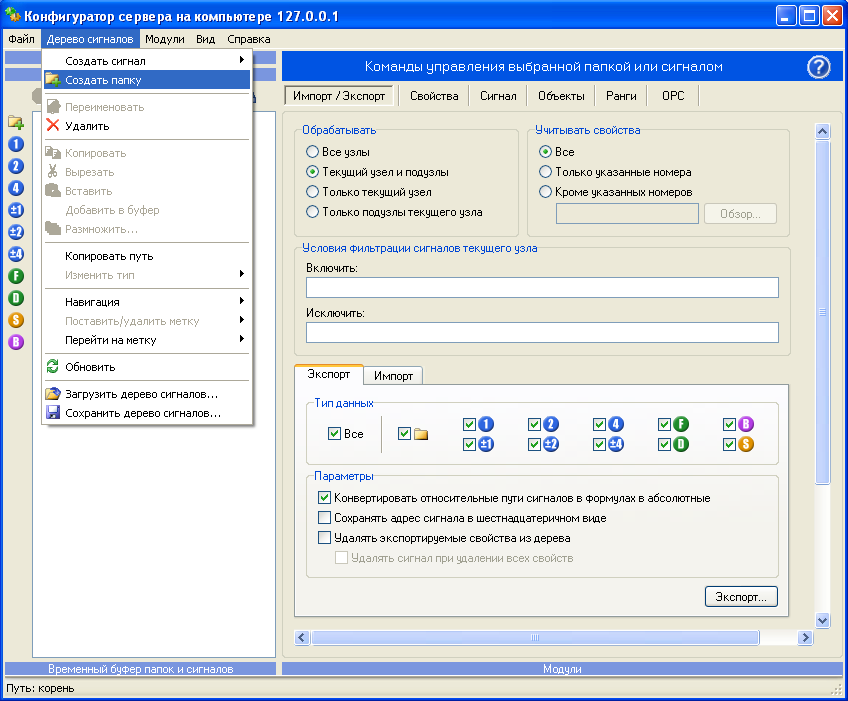 Конфигуратор сервера на компьютере 127.0.0.1
Файл Дерево сигналов Модули Вид Справка
Создать сигнал
Создать папку
Переименовать
Удалить
Копировать
Вырезать
Вставить
Добавить в буфер
Размножить...
Копировать путь
Изменить тип
Навигация
Поставить/удалить метку
Перейти на метку
Обновить
Загрузить дерево сигналов...
Сохранить дерево сигналов...
1
2
4
±1
±2
±4
F
D
S
B
Команды управления выбранной папкой или сигналом
?
Импорт / Экспорт Свойства Сигнал Объекты Ранги OPC
Обрабатывать
Все узлы
Текущий узел и подузлы
Только текущий узел
Только подузлы текущего узла
Учитывать свойства
Все
Только указанные номера
Кроме указанных номеров
Обзор...
Условия фильтрации сигналов текущего узла
Включить:
Исключить:
Экспорт Импорт
Тип данных
Все
1 2 4 F B
±1 ±2 ±4 D S
Параметры
Конвертировать относительные пути сигналов в формулах в абсолютные
Сохранять адрес сигнала в шестнадцатеричном виде
Удалять экспортируемые свойства из дерева
Удалять сигнал при удалении всех свойств
Экспорт...
Временный буфер папок и сигналов
Модули
Путь: корень